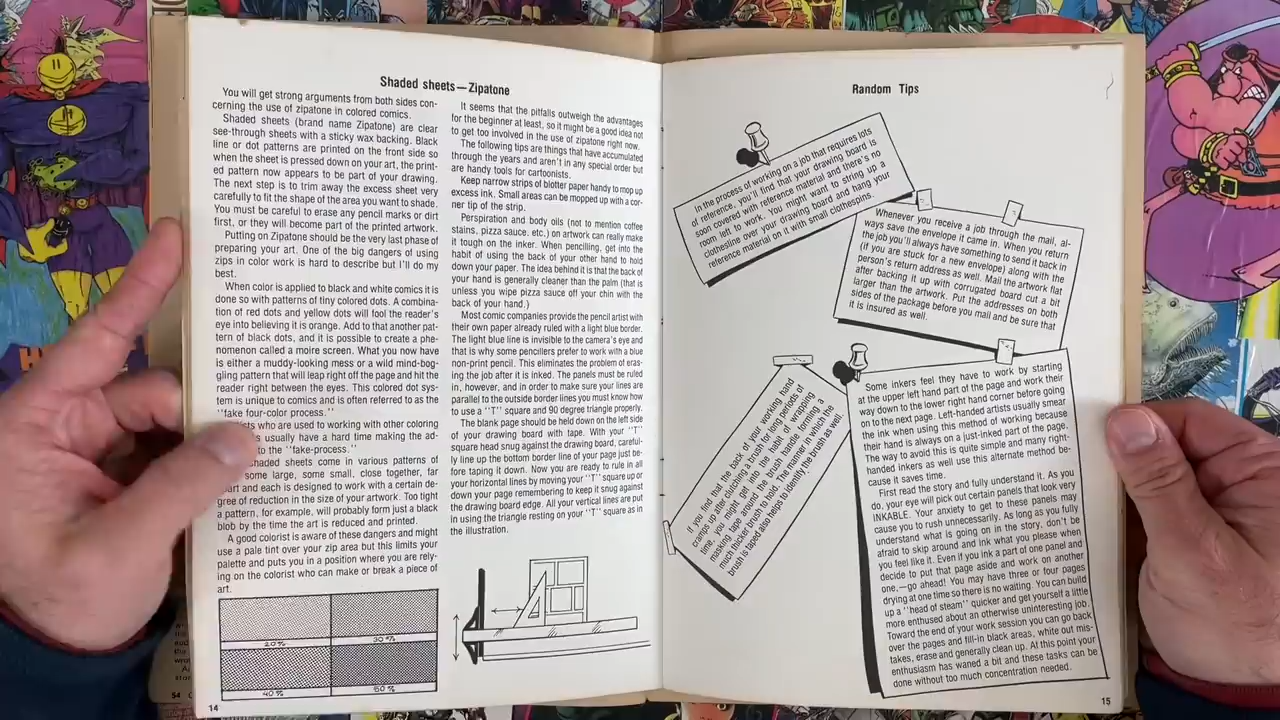 Shaded sheets—Zipatone
You will get strong arguments from both sides con-
cerning the use of zipatone in colored comics.
Shaded sheets (brand name Zipatone) are clear
see-through sheets with a sticky wax backing. Black
line or dot patterns are printed on the front side so
when the sheet is pressed down on your art, the print-
ed pattern now appears to be part of your drawing.
The next step is to trim away the excess sheet very
carefully to fit the shape of the area you want to shade.
You must be careful to erase any pencil marks or dirt
first, or they will become part of the printed artwork.
Putting on Zipatone should be the very last phase of
preparing your art. One of the big dangers of using
zips in color work is hard to describe but I'll do my
best.
When color is applied to black and white comics it is
done so with patterns of tiny colored dots. A combina-
tion of red dots and yellow dots will fool the reader's
eye into believing it is orange. Add to that another pat-
tern of black dots, and it is possible to create a phe-
nomenon called a moire screen. What you now have
is either a muddy-looking mess or a wild mind-bog-
gling pattern that will leap right off the page and hit the
reader right between the eyes. This colored dot sys-
tem is unique to comics and is often referred to as the
"fake four-color process."
who are used to working with other coloring
usually have a hard time making the ad-
to the "fake-process."
shaded sheets come in various patterns of
some large, some small, close together, far
and each is designed to work with a certain de-
gree of reduction in the size of your artwork. Too tight
a pattern, for example, will probably form just a black
blob by the time the art is reduced and printed.
A good colorist is aware of these dangers and might
use a pale tint over your zip area but this limits your
palette and puts you in a position where you are rely-
ing on the colorist who can make or break a piece of
art.
20%
30%
40%
50%
14
It seems that the pitfalls outweigh the advantages
for the beginner at least, so it might be a good idea not
to get too involved in the use of zipatone right now.
The following tips are things that have accumulated
through the years and aren't in any special order but
are handy tools for cartoonists.
Keep narrow strips of blotter paper handy to mop up
excess ink. Small areas can be mopped up with a cor-
ner tip of the strip.
Perspiration and body oils (not to mention coffee
stains, pizza sauce, etc.) on artwork can really make
it tough on the inker. When pencilling, get into the
habit of using the back of your other hand to hold
down your paper. The idea behind it is that the back of
your hand is generally cleaner than the palm (that is
unless you wipe pizza sauce off your chin with the
back of your hand.)
Most comic companies provide the pencil artist with
their own paper already ruled with a light blue border.
The light blue line is invisible to the camera's eye and
that is why some pencillers prefer to work with a blue
non-print pencil. This eliminates the problem of eras-
ing the job after it is inked. The panels must be ruled
in, however, and in order to make sure your lines are
parallel to the outside border lines you must know how
to use a "T" square and 90 degree triangle properly.
The blank page should be held down on the left side
of your drawing board with tape. With your "T"
square head snug against the drawing board, careful-
ly line up the bottom border line of your page just be-
fore taping it down. Now you are ready to rule in all
your horizontal lines by moving your "T" square up or
down your page remembering to keep it snug against
the drawing board edge. All your vertical lines are put
in using the triangle resting on your "T" square as in
the illustration.
Random Tips
In the process of working on a job that requires lots
of reference, you'll find that your drawing board is
soon covered with reference material and there's no
room left to work. You might want to string up a
clothesline over your drawing board and hang your
reference material on it with small clothespins.
Whenever you receive a job through the mail, al-
ways save the envelope it came in. When you return
the job you'll always have something to send it back in
(if you are stuck for a new envelope) along with the
person's return address as well. Mail the artwork flat
after backing it up with corrugated board cut a bit
larger than the artwork. Put the addresses on both
sides of the package before you mail and be sure that
it is insured as well.
If you find that the back of your working hand
cramps up after clutching a brush for long periods of
time, you might get into the habit of wrapping
masking tape around the brush handle forming a
much thicker brush to hold. The manner in which the
brush is taped also helps to identify the brush as well.
Some inkers feel they have to work by starting
at the upper left hand part of the page and work their
way down to the lower right hand corner before going
on to the next page. Left-handed artists usually smear
the ink when using this method of working because
their hand is always on a just-inked part of the page.
The way to avoid this is quite simple and many right-
handed inkers as well use this alternate method be-
cause it saves time.
First read the story and fully understand it. As you
do, your eye will pick out certain panels that look very
INKABLE. Your anxiety to get to these panels may
cause you to rush unnecessarily. As long as you fully
understand what is going on in the story, don't be
afraid to skip around and ink what you please when
you feel like it. Even if you ink a part of one panel and
decide to put that page aside and work on another
one,—go ahead! You may have three or four pages
drying at one time so there is no waiting. You can build
up a "head of steam" quicker and get yourself a little
more enthused about an otherwise uninteresting job.
Toward the end of your work session you can go back
over the pages and fill-in black areas, white out mis-
takes, erase and generally clean up. At this point your
enthusiasm has waned a bit and these tasks can be
done without too much concentration needed.
15
54